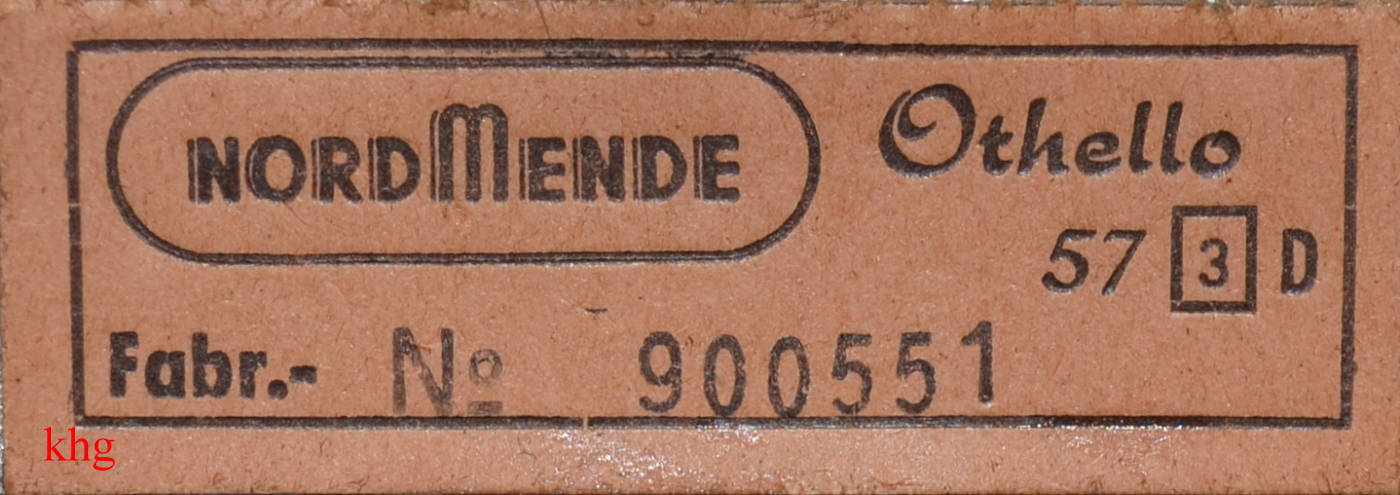 NORDMENDE Othello
57 3 D
Fabr.- No 900551
khg